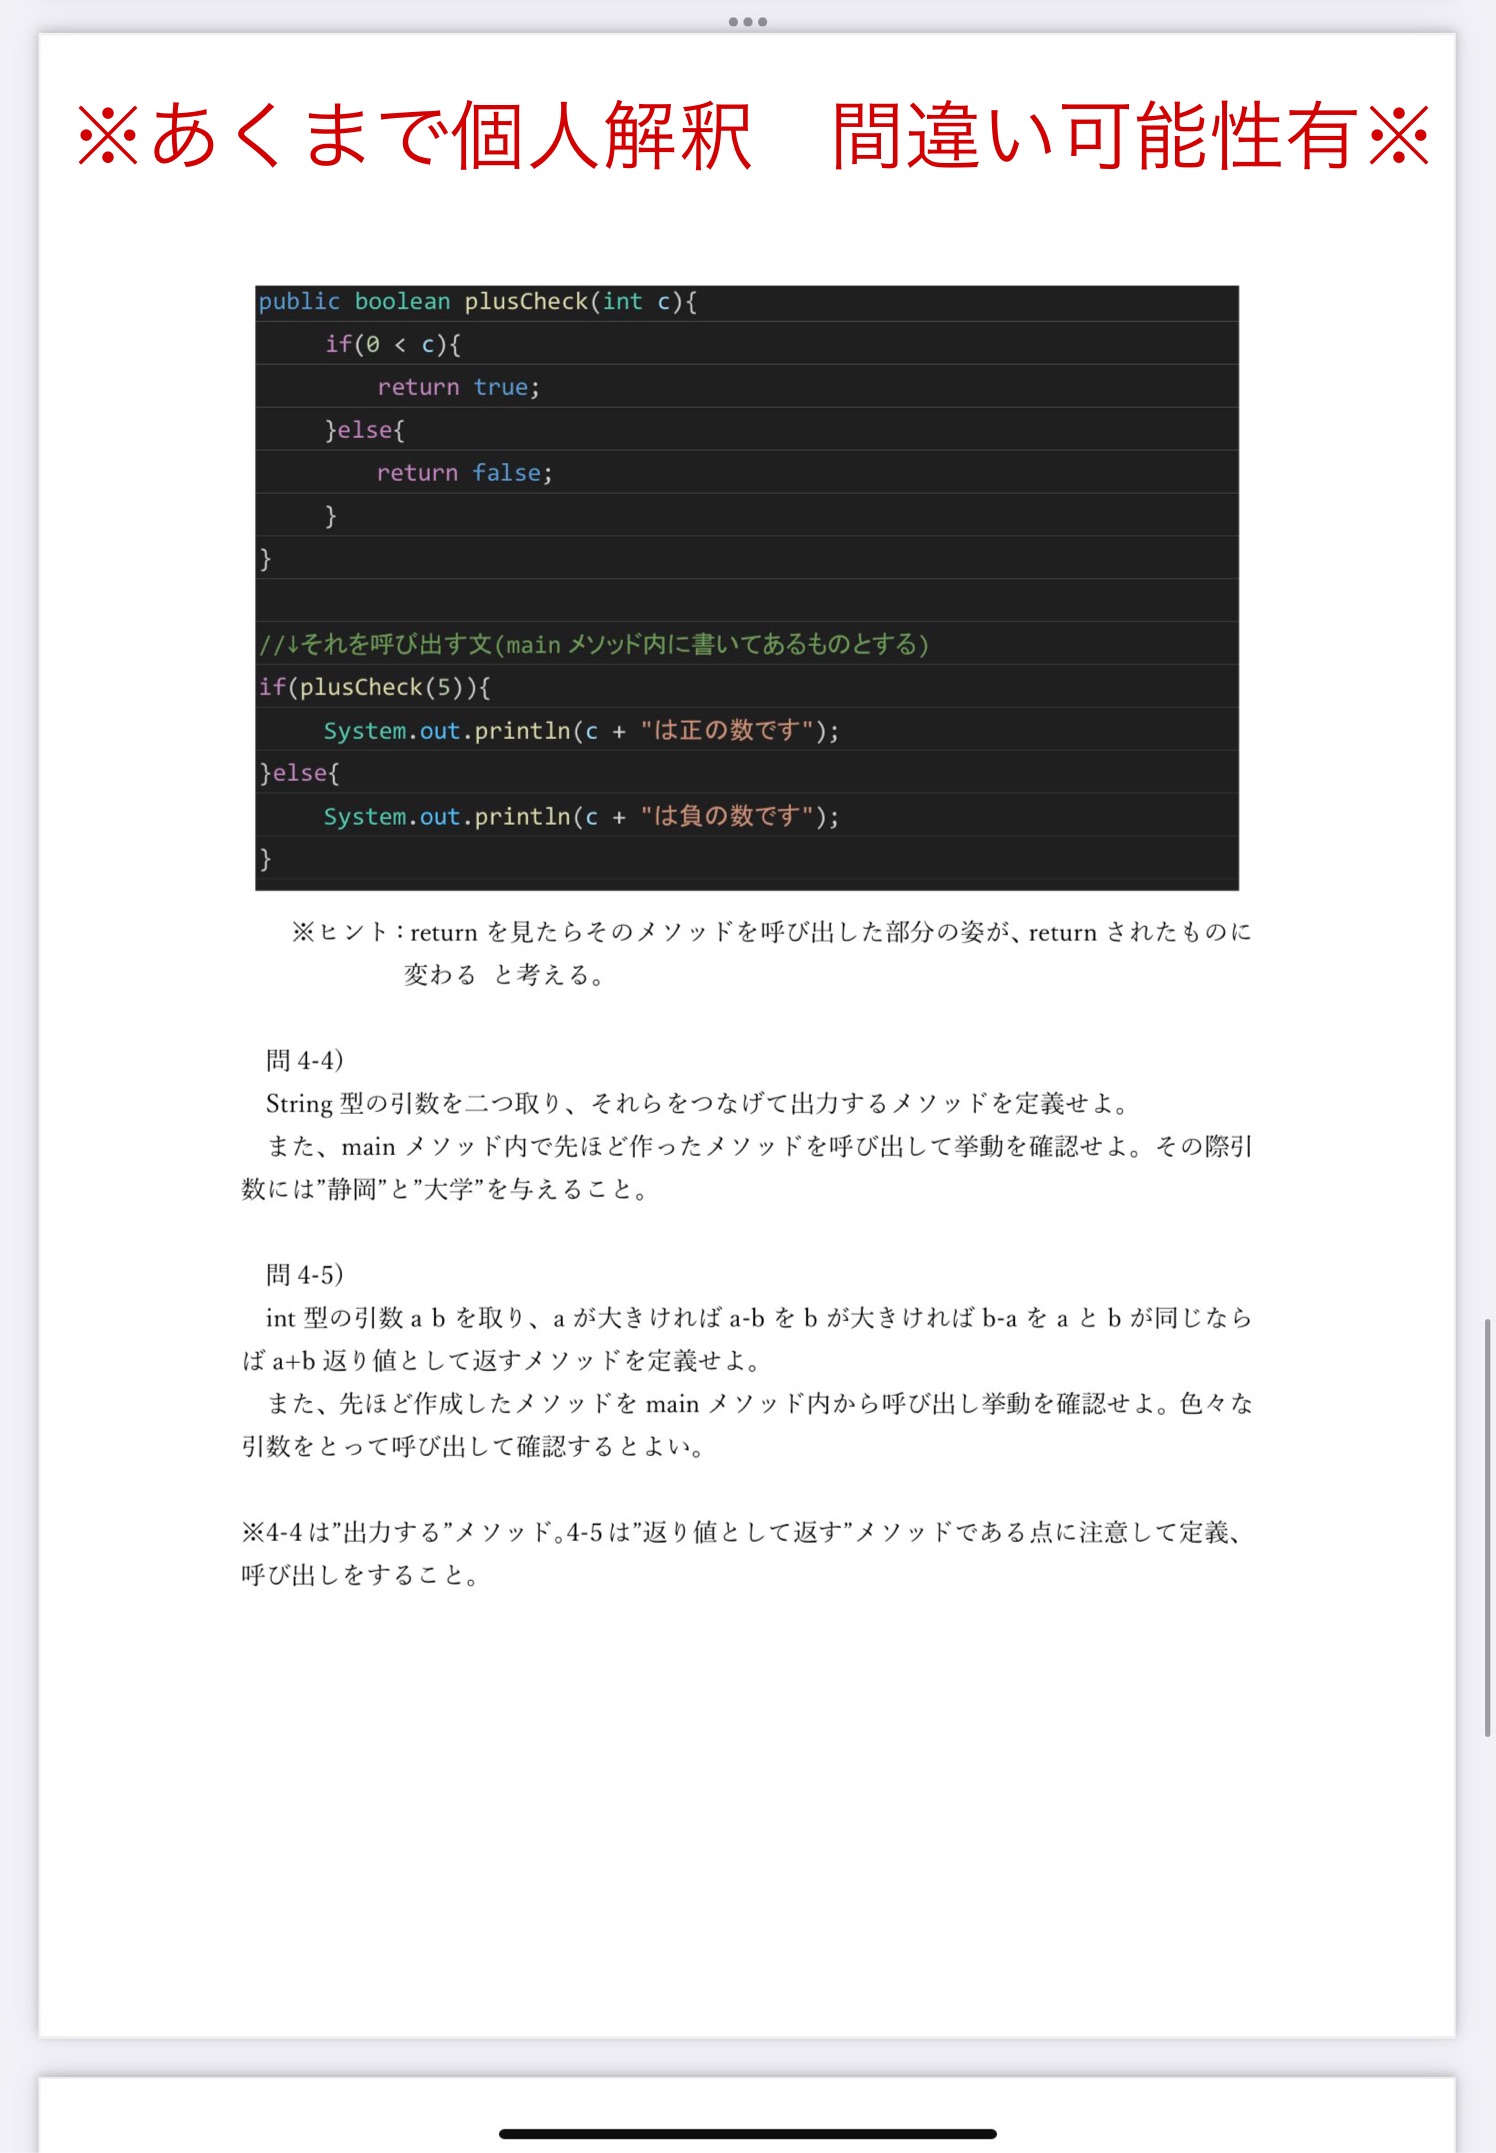 ※あくまで個人解釈　間違い可能性有※
public boolean plusCheck(int c){
if(0 < c){
return true;
}else{
return false;
}
}
//↓それを呼び出す文(main メソッド内に書いてあるものとする)
if(plusCheck(5)){
System.out.println(c + "は正の数です");
}else{
System.out.println(c + "は負の数です");
}
※ヒント：return を見たらそのメソッドを呼び出した部分の姿が、return されたものに
変わる と考える。
問 4-4)
String 型の引数を二つ取り、それらをつなげて出力するメソッドを定義せよ。
また、main メソッド内で先ほど作ったメソッドを呼び出して挙動を確認せよ。その際引
数には”静岡”と”大学”を与えること。
問 4-5)
int 型の引数 a b を取り、a が大きければ a-b を b が大きければ b-a を a と b が同じなら
ば a+b 返り値として返すメソッドを定義せよ。
また、先ほど作成したメソッドを main メソッド内から呼び出し挙動を確認せよ。色々な
引数をとって呼び出して確認するとよい。
※4-4 は”出力する”メソッド。4-5 は”返り値として返す”メソッドである点に注意して定義、
呼び出しをすること。